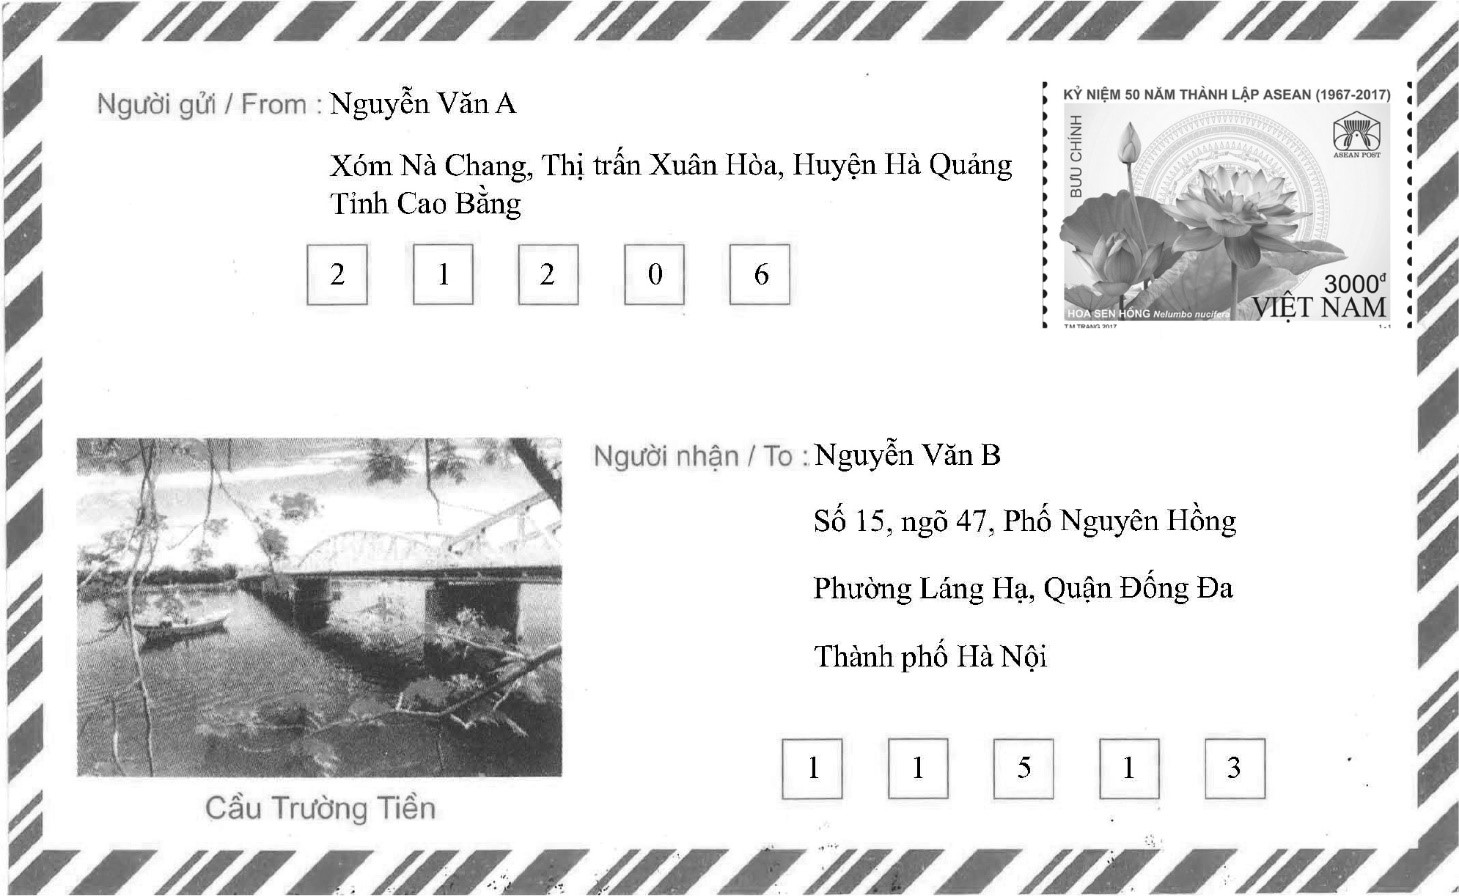 Người gửi / From : Nguyễn Văn A
Xóm Nà Chang, Thị trấn Xuân Hòa, Huyện Hà Quảng
Tỉnh Cao Bằng
2 1 2 0 6
KỶ NIỆM 50 NĂM THÀNH LẬP ASEAN (1967-2017)
BƯU CHÍNH
ASEAN POST
3000đ
VIỆT NAM
HOA SEN HỒNG Nelumbo nucifera
T.M TRANG 2017 1 - 1
Người nhận / To : Nguyễn Văn B
Số 15, ngõ 47, Phố Nguyên Hồng
Phường Láng Hạ, Quận Đống Đa
Thành phố Hà Nội
1 1 5 1 3
Cầu Trường Tiền